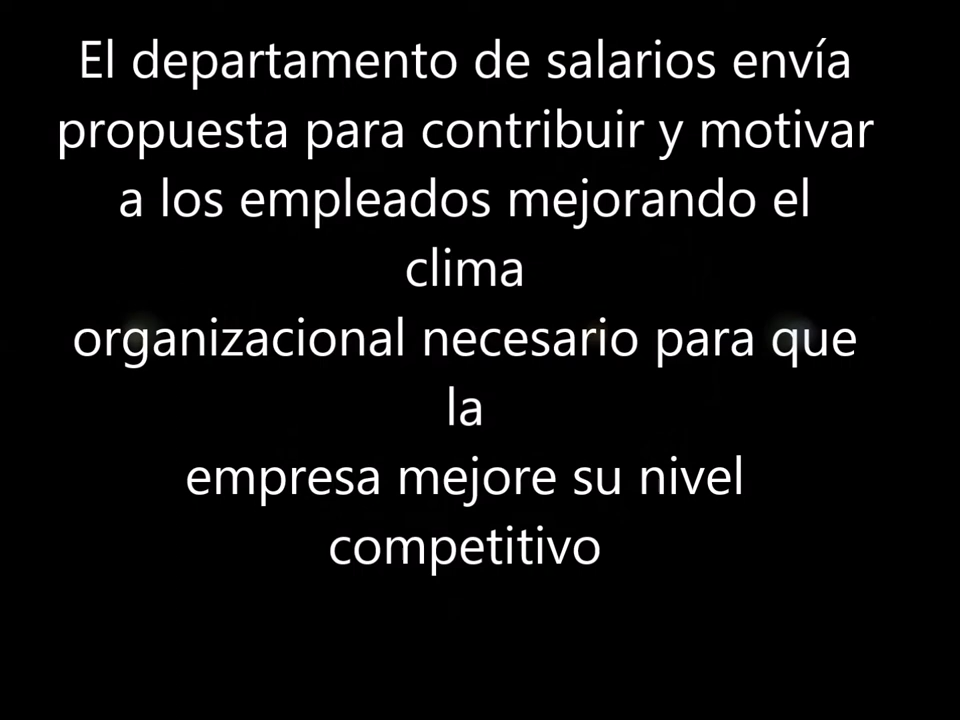 El departamento de salarios envía
propuesta para contribuir y motivar
a los empleados mejorando el
clima
organizacional necesario para que
la
empresa mejore su nivel
competitivo